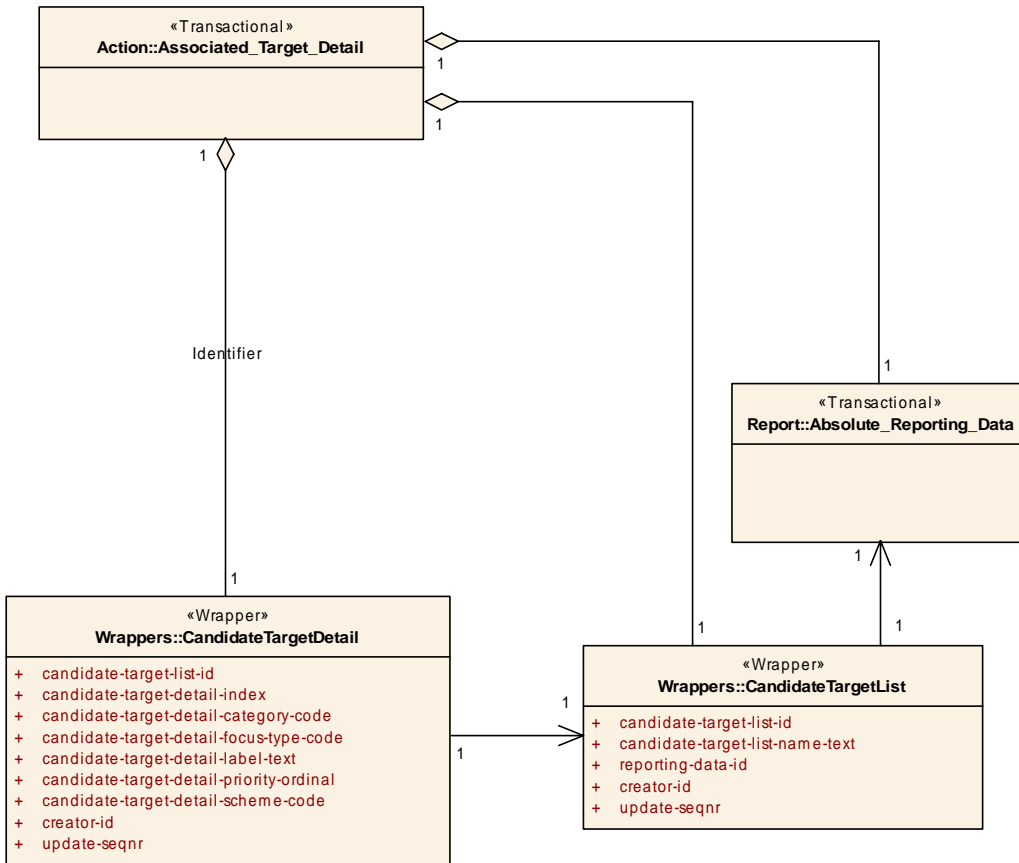 «Transactional»
Action::Associated_Target_Detail
1
1
1
Identifier
1
«Transactional»
Report::Absolute_Reporting_Data
1
1
1
1
«Wrapper»
Wrappers::CandidateTargetDetail
+ candidate-target-list-id
+ candidate-target-detail-index
+ candidate-target-detail-category-code
+ candidate-target-detail-focus-type-code
+ candidate-target-detail-label-text
+ candidate-target-detail-priority-ordinal
+ candidate-target-detail-scheme-code
+ creator-id
+ update-seqnr
1
1
«Wrapper»
Wrappers::CandidateTargetList
+ candidate-target-list-id
+ candidate-target-list-name-text
+ reporting-data-id
+ creator-id
+ update-seqnr